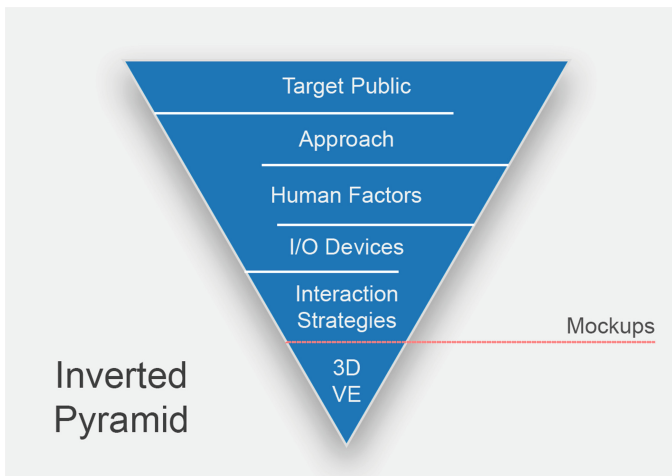 Target Public
Approach
Human Factors
I/O Devices
Interaction
Strategies
Mockups
3D
VE
Inverted
Pyramid